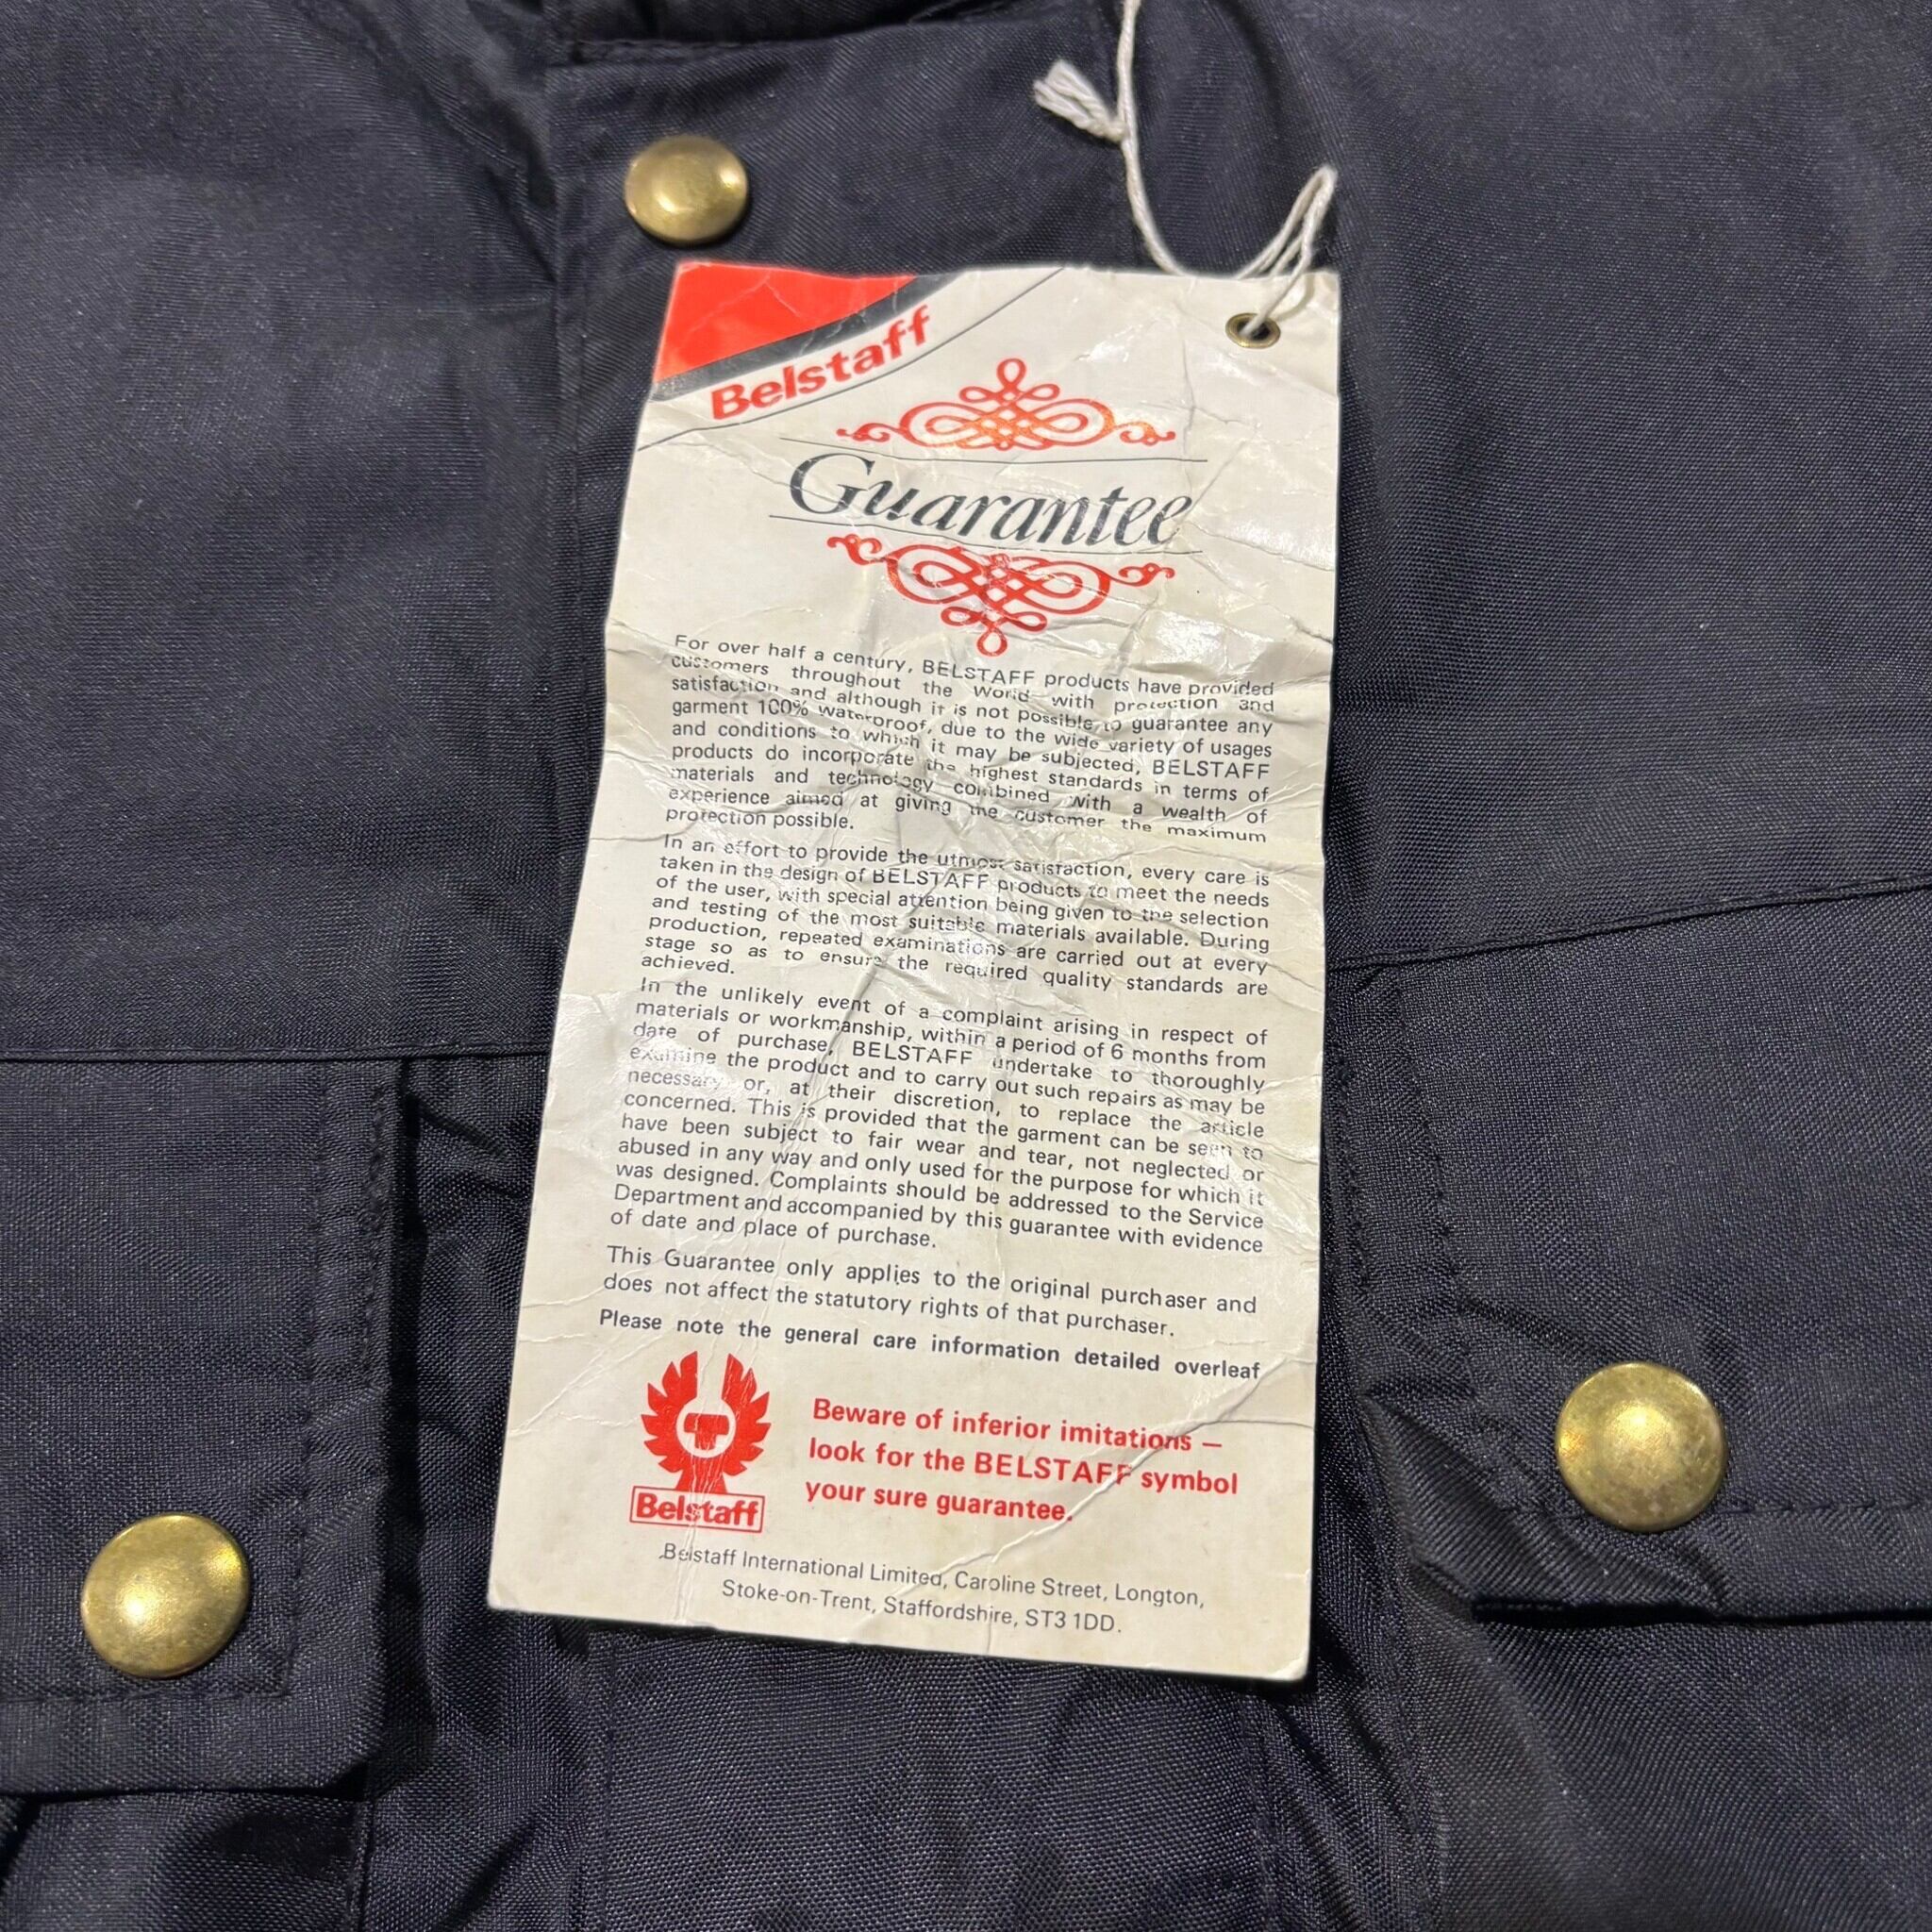 Belstaff
Guarantee
For over half a century, BELSTAFF products have provided
customers throughout the World with protection and
satisfaction and although it is not possible to guarantee any
garment 100% waterproof, due to the wide variety of usages
and conditions to which it may be subjected, BELSTAFF
products do incorporate the highest standards in terms of
materials and technology combined with a wealth of
experience aimed at giving the customer the maximum
protection possible.
In an effort to provide the utmost satisfaction, every care is
taken in the design of BELSTAFF products to meet the needs
of the user, with special attention being given to the selection
and testing of the most suitable materials available. During
production, repeated examinations are carried out at every
stage so as to ensure the required quality standards are
achieved.
In the unlikely event of a complaint arising in respect of
materials or workmanship, within a period of 6 months from
date of purchase, BELSTAFF undertake to thoroughly
examine the product and to carry out such repairs as may be
necessary or, at their discretion, to replace the article
concerned. This is provided that the garment can be seen to
have been subject to fair wear and tear, not neglected or
abused in any way and only used for the purpose for which it
was designed. Complaints should be addressed to the Service
Department and accompanied by this guarantee with evidence
of date and place of purchase.
This Guarantee only applies to the original purchaser and
does not affect the statutory rights of that purchaser.
Please note the general care information detailed overleaf
Beware of inferior imitations –
look for the BELSTAFF symbol
your sure guarantee.
Belstaff
Belstaff International Limited, Caroline Street, Longton,
Stoke-on-Trent, Staffordshire, ST3 1DD.